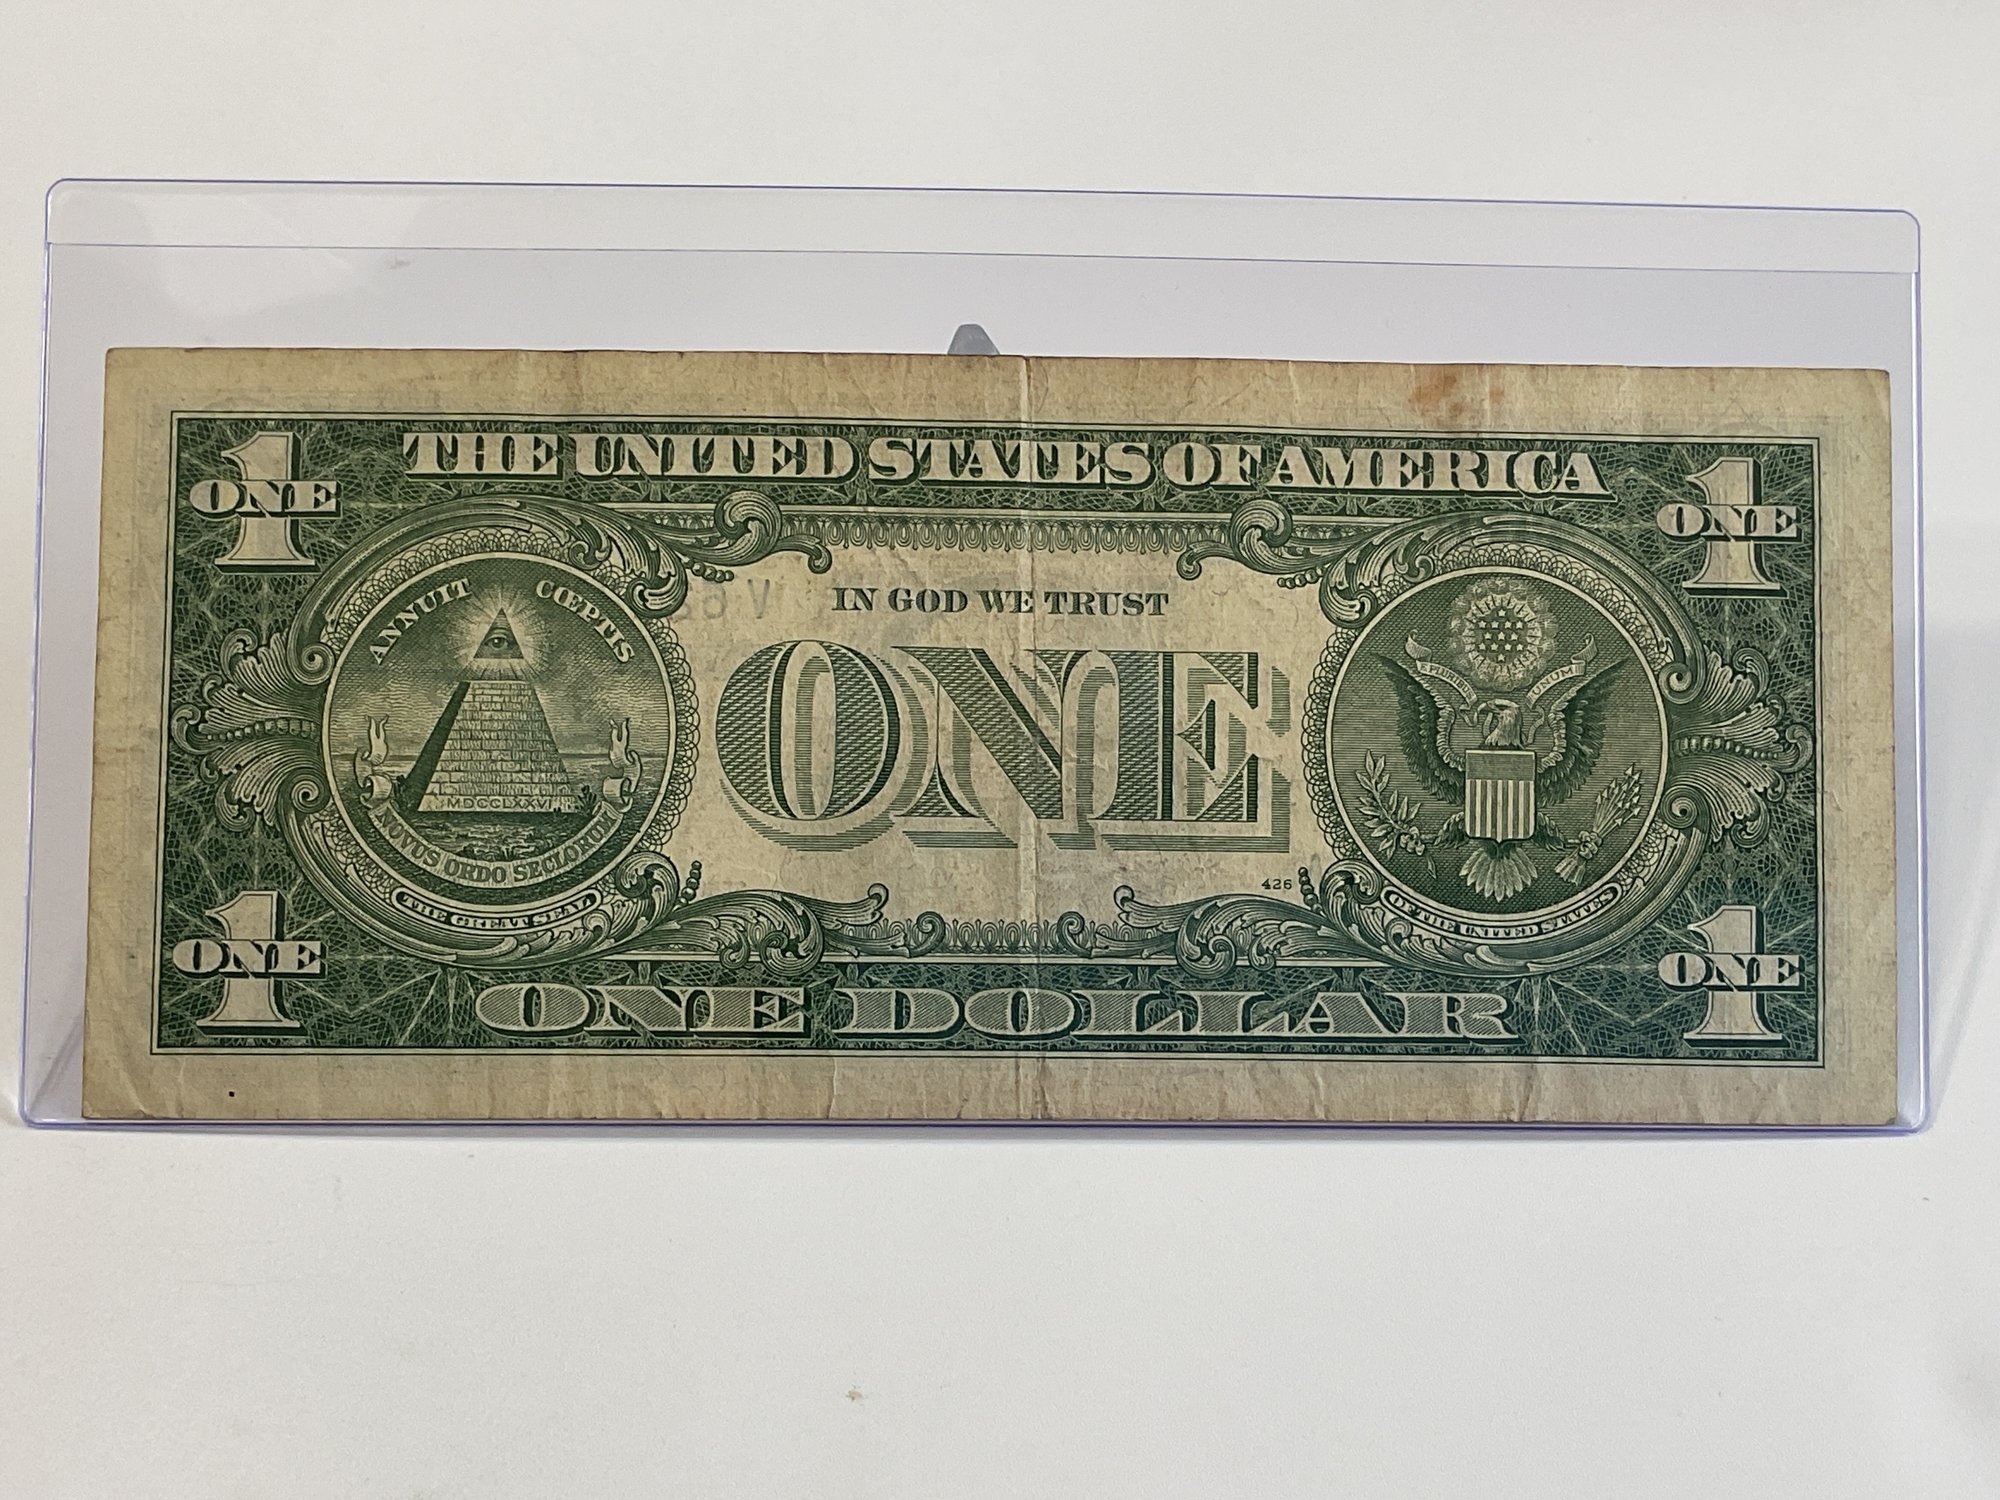 THE UNITED STATES OF AMERICA
1
ONE
1
ONE
ANNUIT CŒPTIS
IN GOD WE TRUST
ONE
E PLURIBUS UNUM
MDCCLXXVI
NOVUS ORDO SECLORUM
THE GREAT SEAL
426
OF THE UNITED STATES
1
ONE
ONE DOLLAR
1
ONE